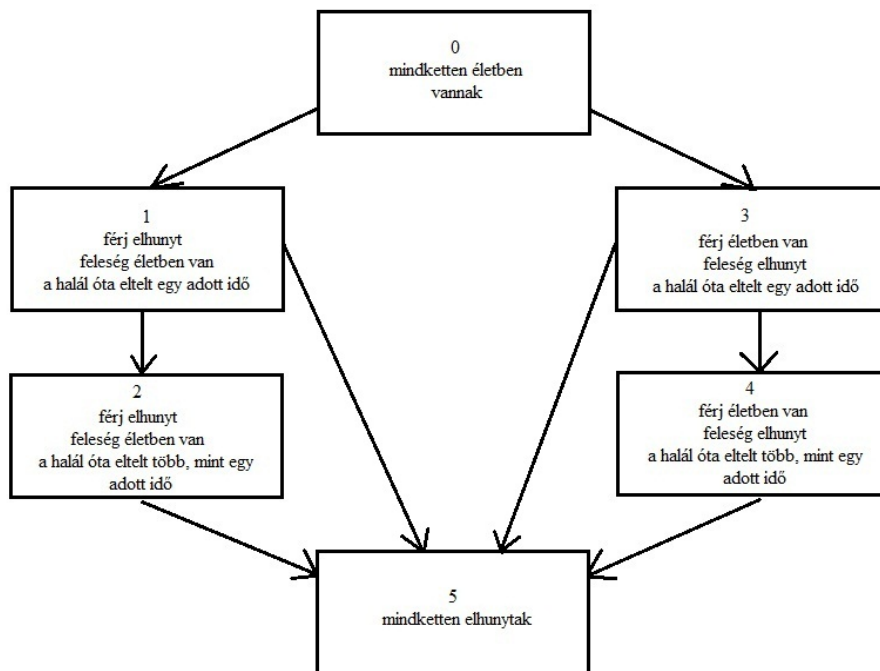 0
mindketten életben
vannak
1
férj elhunyt
feleség életben van
a halál óta eltelt egy adott idő
3
férj életben van
feleség elhunyt
a halál óta eltelt egy adott idő
2
férj elhunyt
feleség életben van
a halál óta eltelt több, mint egy
adott idő
4
férj életben van
feleség elhunyt
a halál óta eltelt több, mint egy
adott idő
5
mindketten elhunytak